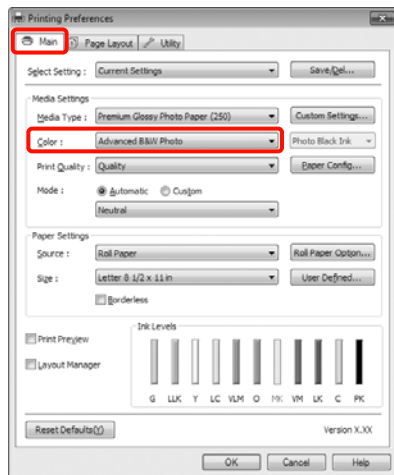 Printing Preferences
Main Page Layout Utility
Select Setting : Current Settings Save/Del...
Media Settings
Media Type : Premium Glossy Photo Paper (250) Custom Settings...
Color : Advanced B&W Photo Photo Black Ink
Print Quality : Quality Paper Config...
Mode : Automatic Custom
Neutral
Paper Settings
Source : Roll Paper Roll Paper Option...
Size : Letter 8 1/2 x 11 in User Defined...
Borderless
Ink Levels
Print Preview
Layout Manager
G LLK Y LC VLM O MK VM LK C PK
Reset Defaults(Y) Version X.XX
OK Cancel Help